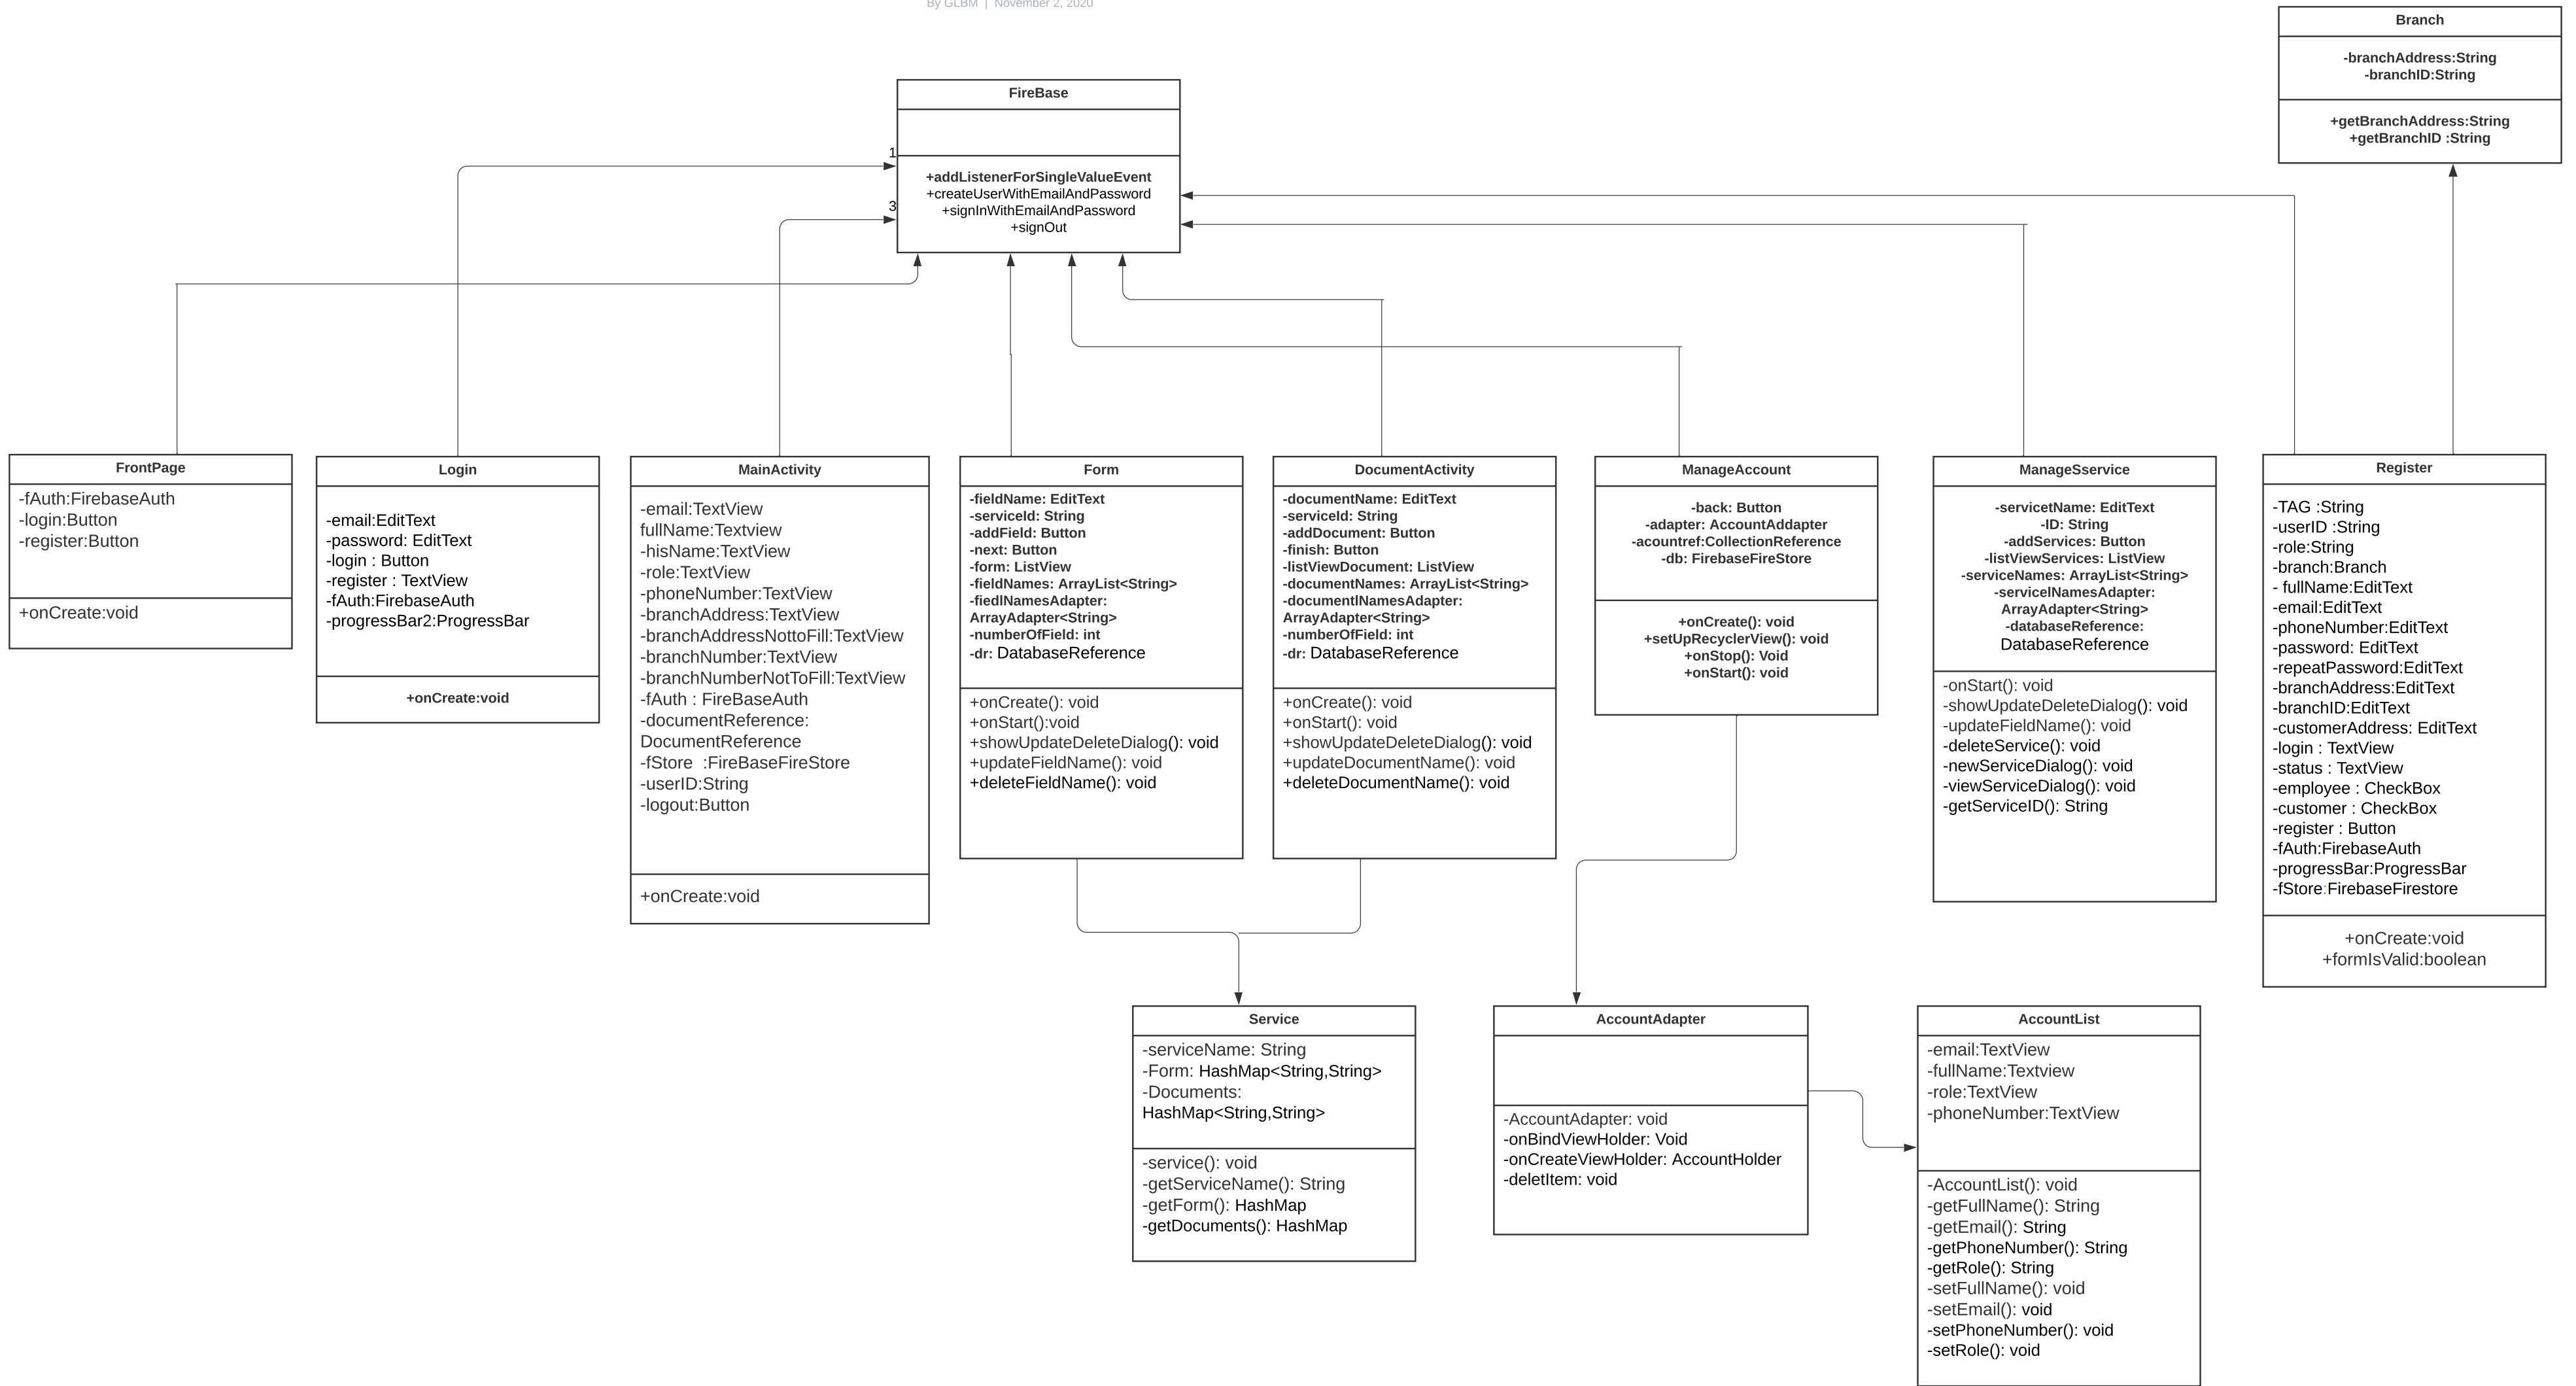 By GLBM | November 2, 2020
Branch
-branchAddress:String
-branchID:String
+getBranchAddress:String
+getBranchID :String
FireBase
+addListenerForSingleValueEvent
+createUserWithEmailAndPassword
+signInWithEmailAndPassword
+signOut
1
3
FrontPage
-fAuth:FirebaseAuth
-login:Button
-register:Button
+onCreate:void
Login
-email:EditText
-password: EditText
-login : Button
-register : TextView
-fAuth:FirebaseAuth
-progressBar2:ProgressBar
+onCreate:void
MainActivity
-email:TextView
fullName:Textview
-hisName:TextView
-role:TextView
-phoneNumber:TextView
-branchAddress:TextView
-branchAddressNottoFill:TextView
-branchNumber:TextView
-branchNumberNotToFill:TextView
-fAuth : FireBaseAuth
-documentReference:
DocumentReference
-fStore :FireBaseFireStore
-userID:String
-logout:Button
+onCreate:void
Form
-fieldName: EditText
-serviceId: String
-addField: Button
-next: Button
-form: ListView
-fieldNames: ArrayList<String>
-fiedlNamesAdapter:
ArrayAdapter<String>
-numberOfField: int
-dr: DatabaseReference
+onCreate(): void
+onStart():void
+showUpdateDeleteDialog(): void
+updateFieldName(): void
+deleteFieldName(): void
DocumentActivity
-documentName: EditText
-serviceId: String
-addDocument: Button
-finish: Button
-listViewDocument: ListView
-documentNames: ArrayList<String>
-documentlNamesAdapter:
ArrayAdapter<String>
-numberOfField: int
-dr: DatabaseReference
+onCreate(): void
+onStart(): void
+showUpdateDeleteDialog(): void
+updateDocumentName(): void
+deleteDocumentName(): void
ManageAccount
-back: Button
-adapter: AccountAddapter
-acountref:CollectionReference
-db: FirebaseFireStore
+onCreate(): void
+setUpRecyclerView(): void
+onStop(): Void
+onStart(): void
ManageSservice
-servicetName: EditText
-ID: String
-addServices: Button
-listViewServices: ListView
-serviceNames: ArrayList<String>
-servicelNamesAdapter:
ArrayAdapter<String>
-databaseReference:
DatabaseReference
-onStart(): void
-showUpdateDeleteDialog(): void
-updateFieldName(): void
-deleteService(): void
-newServiceDialog(): void
-viewServiceDialog(): void
-getServiceID(): String
Register
-TAG :String
-userID :String
-role:String
-branch:Branch
- fullName:EditText
-email:EditText
-phoneNumber:EditText
-password: EditText
-repeatPassword:EditText
-branchAddress:EditText
-branchID:EditText
-customerAddress: EditText
-login : TextView
-status : TextView
-employee : CheckBox
-customer : CheckBox
-register : Button
-fAuth:FirebaseAuth
-progressBar:ProgressBar
-fStore:FirebaseFirestore
+onCreate:void
+formIsValid:boolean
Service
-serviceName: String
-Form: HashMap<String,String>
-Documents:
HashMap<String,String>
-service(): void
-getServiceName(): String
-getForm(): HashMap
-getDocuments(): HashMap
AccountAdapter
-AccountAdapter: void
-onBindViewHolder: Void
-onCreateViewHolder: AccountHolder
-deletItem: void
AccountList
-email:TextView
-fullName:Textview
-role:TextView
-phoneNumber:TextView
-AccountList(): void
-getFullName(): String
-getEmail(): String
-getPhoneNumber(): String
-getRole(): String
-setFullName(): void
-setEmail(): void
-setPhoneNumber(): void
-setRole(): void